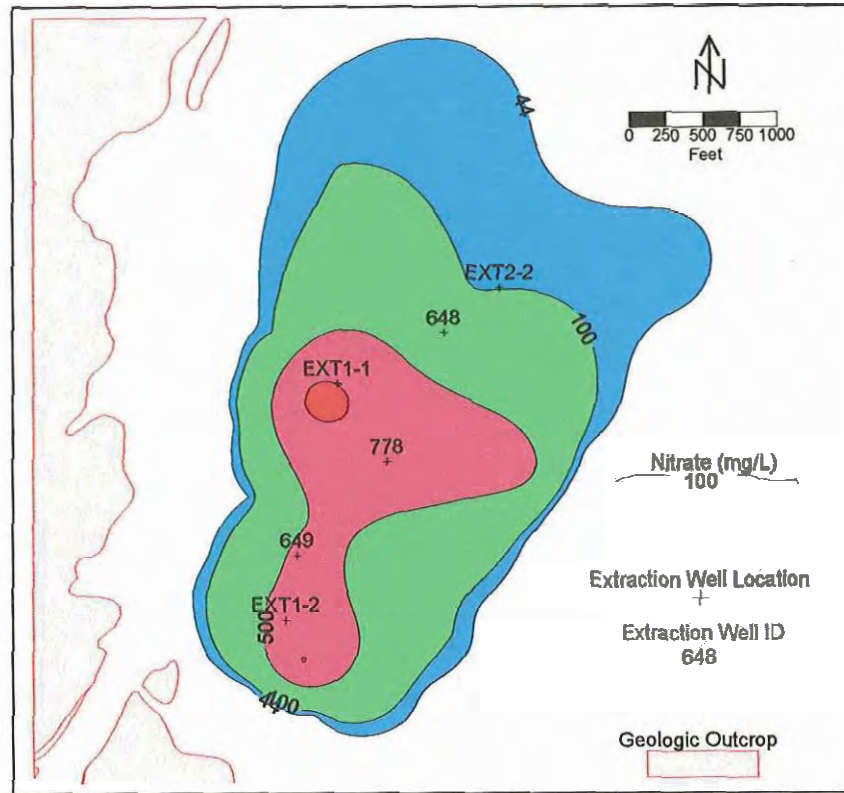 N
44
0 250 500 750 1000
Feet
EXT2-2
648
100
EXT1-1
778
Nitrate (mg/L)
100
649
Extraction Well Location
EXT1-2
500
Extraction Well ID
648
100
Geologic Outcrop